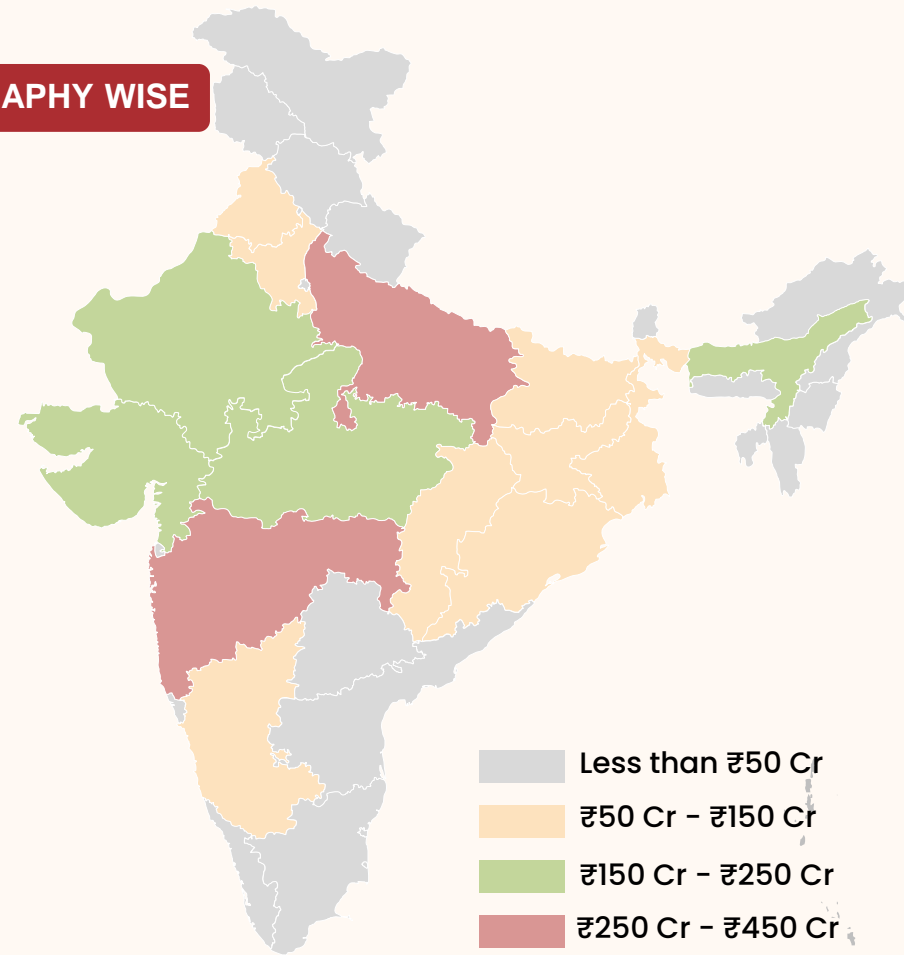 APHY WISE
Less than ₹50 Cr
₹50 Cr - ₹150 Cr
₹150 Cr - ₹250 Cr
₹250 Cr - ₹450 Cr